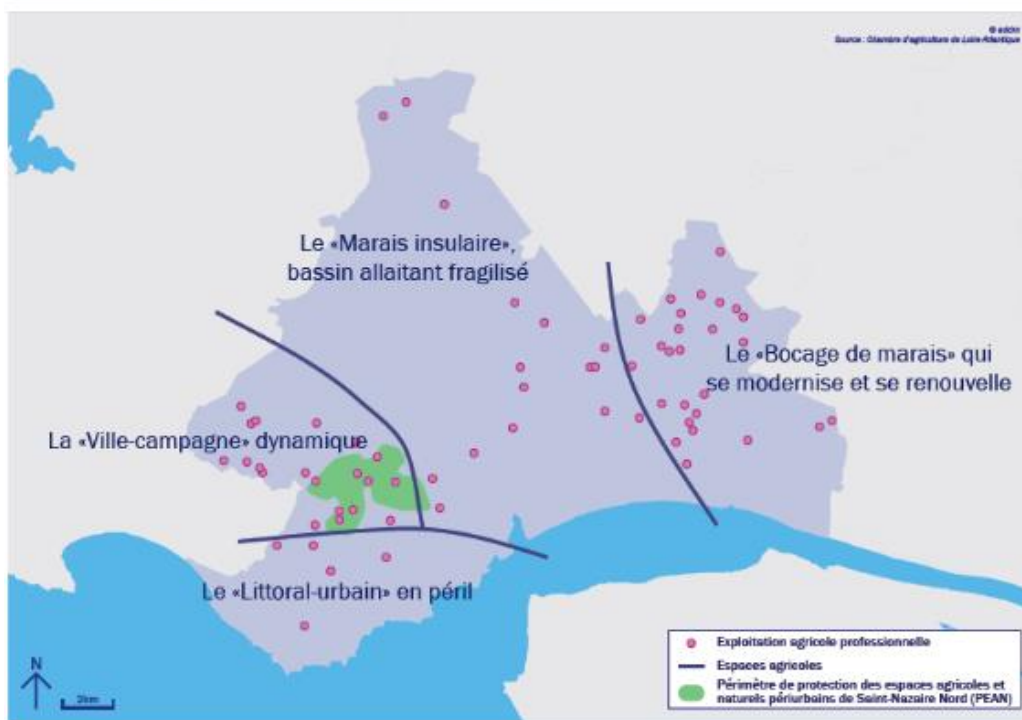 © addrn
Source : Chambre d'agriculture de Loire-Atlantique
Le «Marais insulaire»,
bassin allaitant fragilisé
Le «Bocage de marais» qui
se modernise et se renouvelle
La «Ville-campagne» dynamique
Le «Littoral-urbain» en péril
N
2km
Exploitation agricole professionnelle
Espaces agricoles
Périmètre de protection des espaces agricoles et
naturels périurbains de Saint-Nazaire Nord (PEAN)